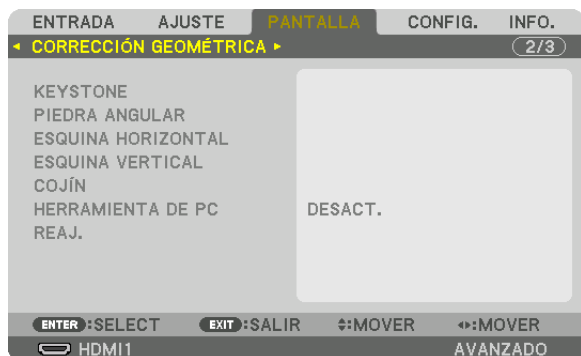 ENTRADA AJUSTE PANTALLA CONFIG. INFO.
CORRECCIÓN GEOMÉTRICA 2/3
KEYSTONE
PIEDRA ANGULAR
ESQUINA HORIZONTAL
ESQUINA VERTICAL
COJÍN
HERRAMIENTA DE PC DESACT.
REAJ.
ENTER :SELECT EXIT :SALIR :MOVER :MOVER
HDMI1 AVANZADO